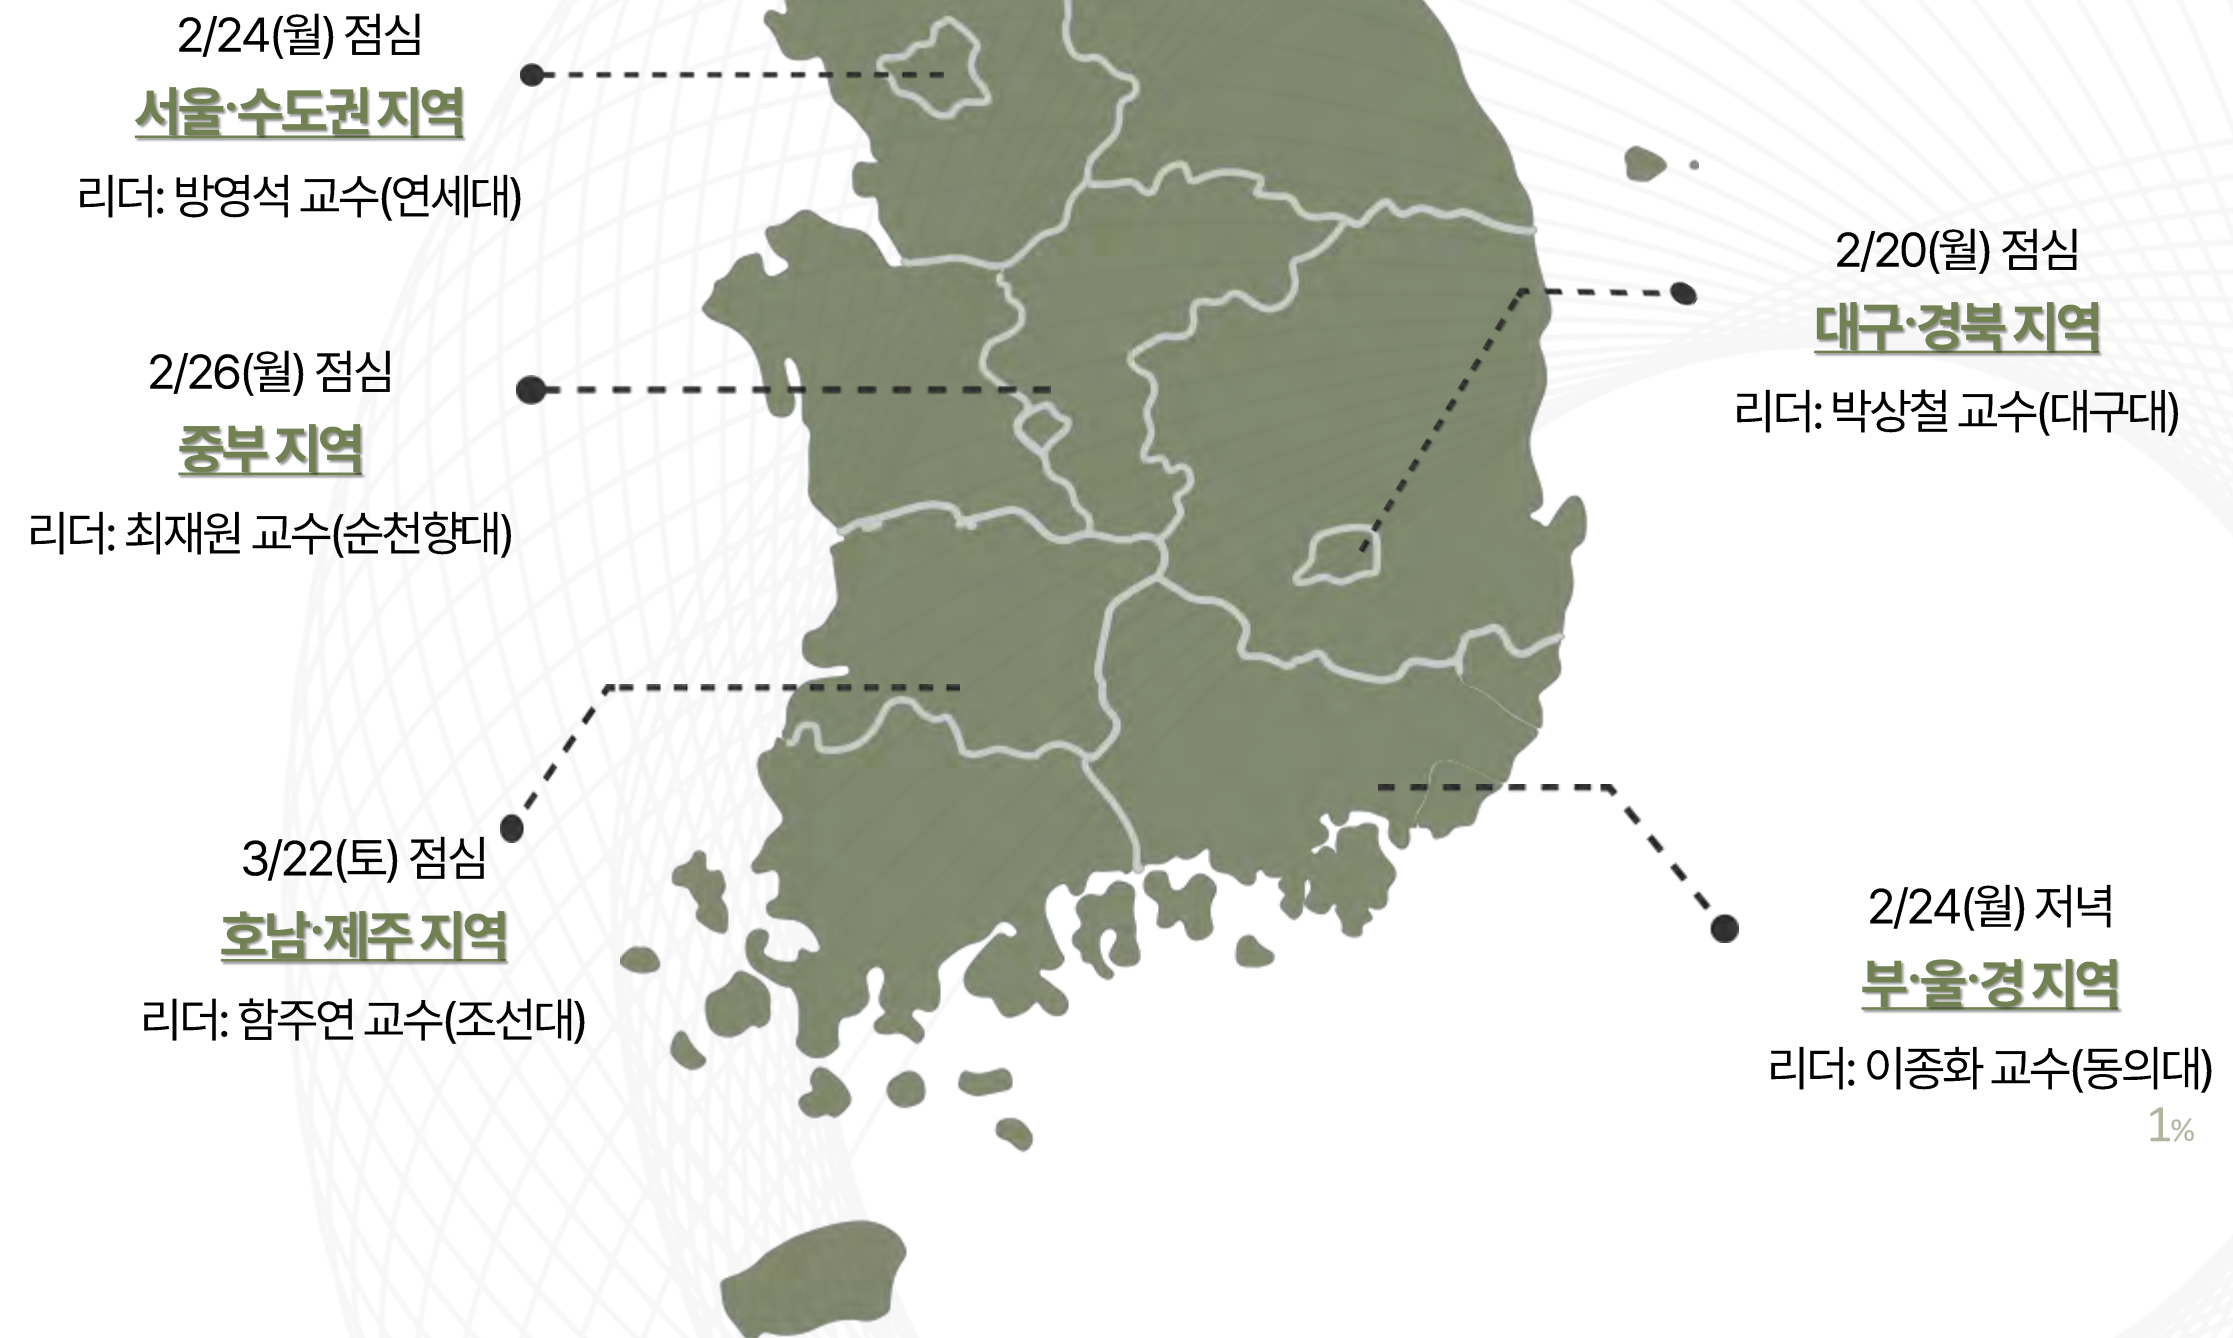 2/24(월) 점심
서울·수도권 지역
리더: 방영석 교수(연세대)
2/20(월) 점심
대구·경북 지역
리더: 박상철 교수(대구대)
2/26(월) 점심
중부 지역
리더: 최재원 교수(순천향대)
3/22(토) 점심
호남·제주 지역
리더: 함주연 교수(조선대)
2/24(월) 저녁
부·울·경 지역
리더: 이종화 교수(동의대)
1%